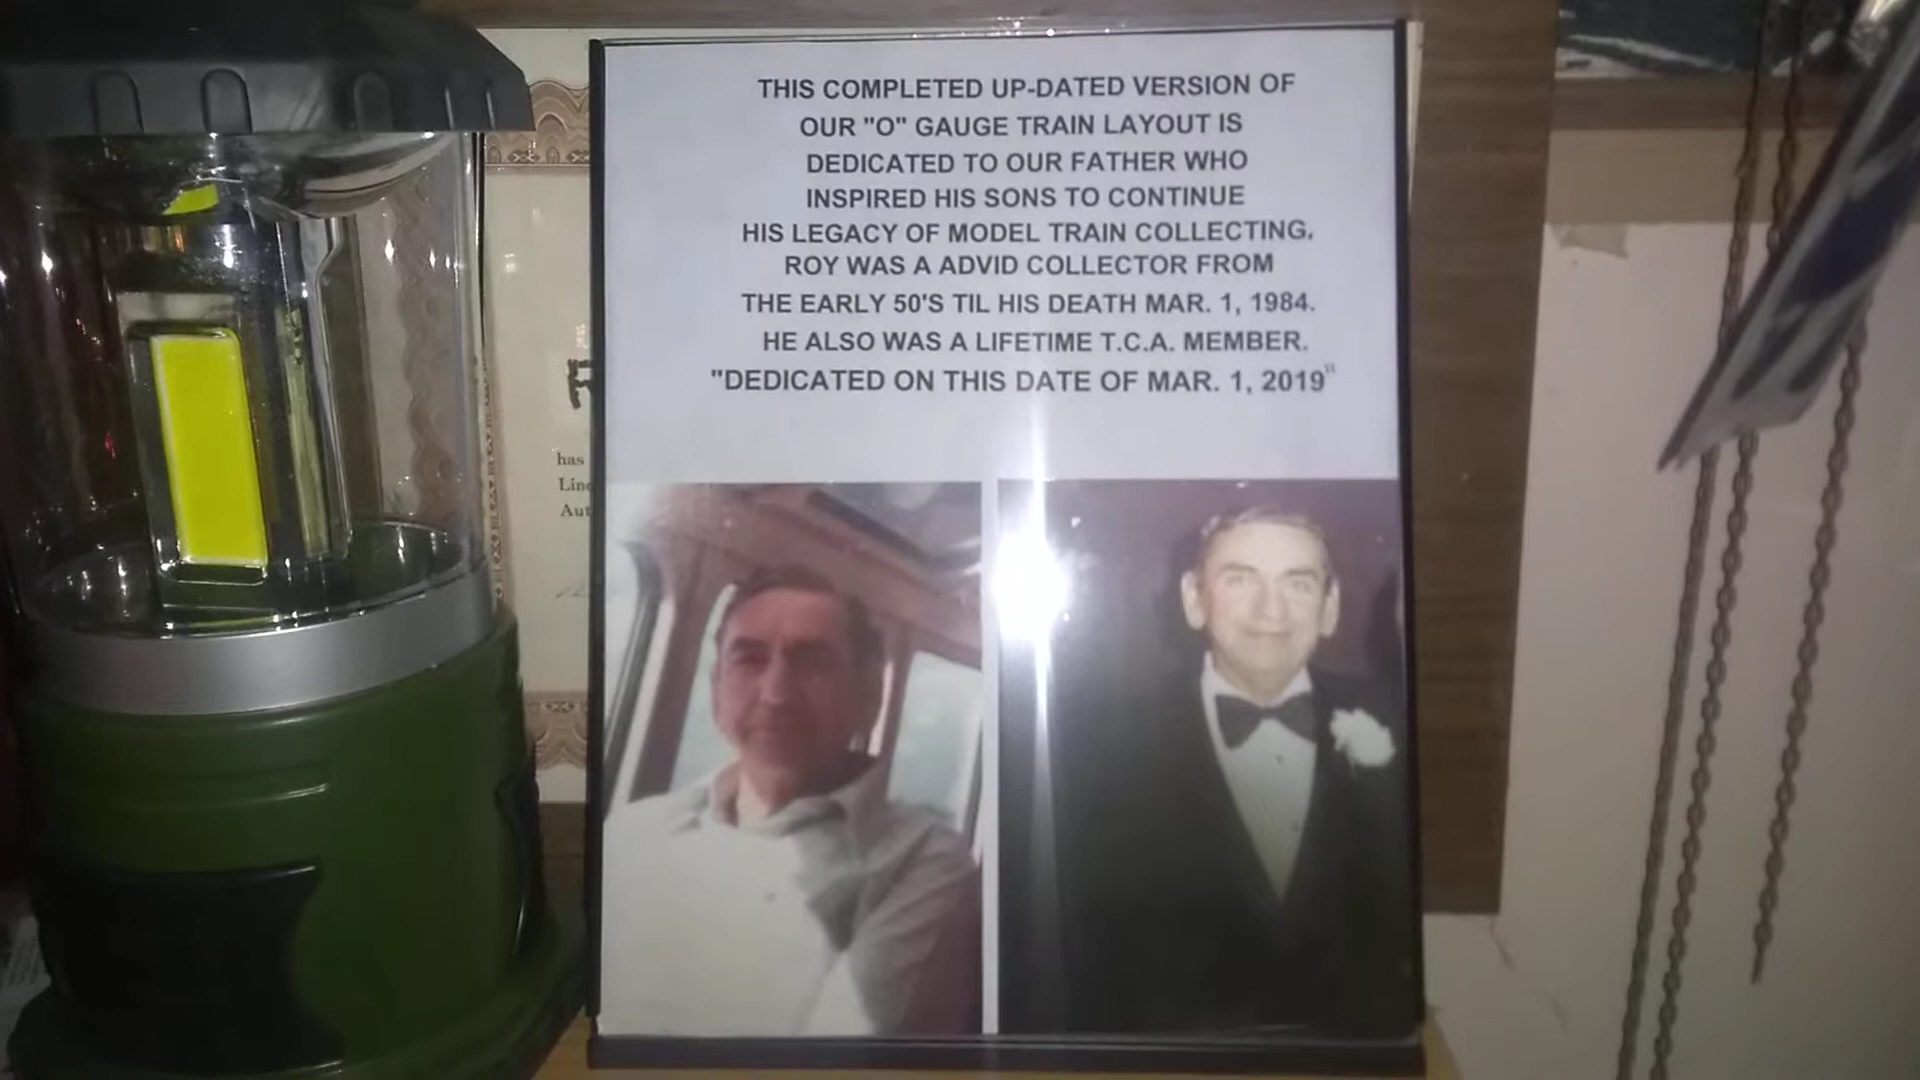 THIS COMPLETED UP-DATED VERSION OF
OUR "O" GAUGE TRAIN LAYOUT IS
DEDICATED TO OUR FATHER WHO
INSPIRED HIS SONS TO CONTINUE
HIS LEGACY OF MODEL TRAIN COLLECTING.
ROY WAS A ADVID COLLECTOR FROM
THE EARLY 50'S TIL HIS DEATH MAR. 1, 1984.
HE ALSO WAS A LIFETIME T.C.A. MEMBER.
"DEDICATED ON THIS DATE OF MAR. 1, 2019"
has